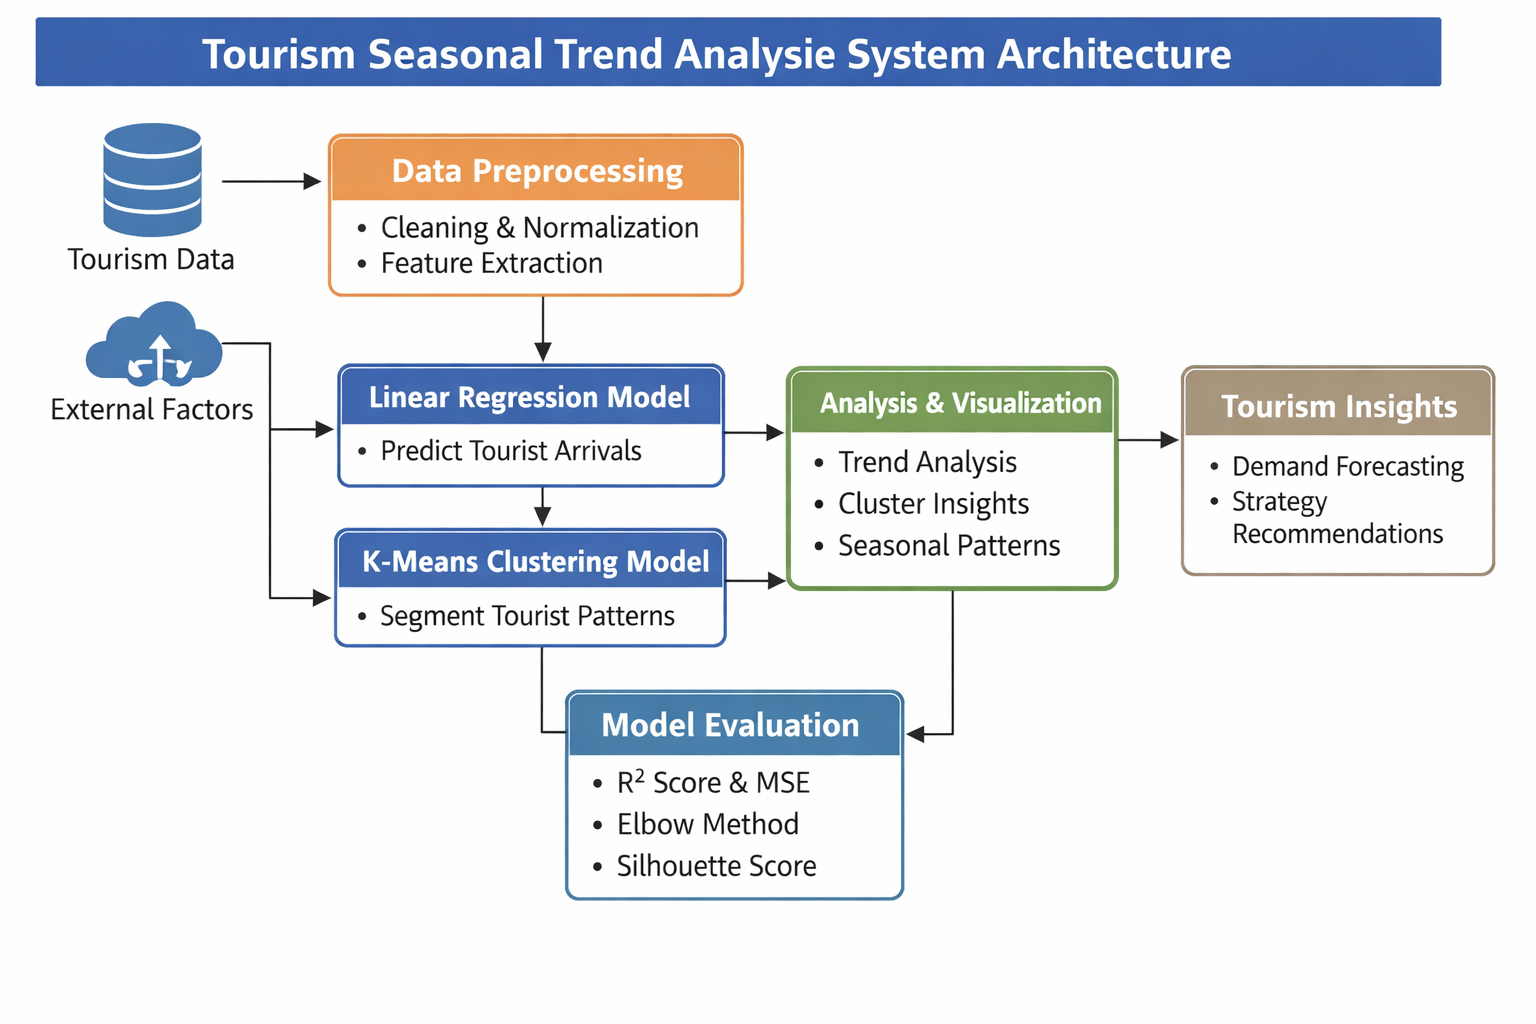 Tourism Seasonal Trend Analysie System Architecture
Tourism Data
Data Preprocessing
• Cleaning & Normalization
• Feature Extraction
External Factors
Linear Regression Model
• Predict Tourist Arrivals
K-Means Clustering Model
• Segment Tourist Patterns
Analysis & Visualization
• Trend Analysis
• Cluster Insights
• Seasonal Patterns
Tourism Insights
• Demand Forecasting
• Strategy
Recommendations
Model Evaluation
• R² Score & MSE
• Elbow Method
• Silhouette Score